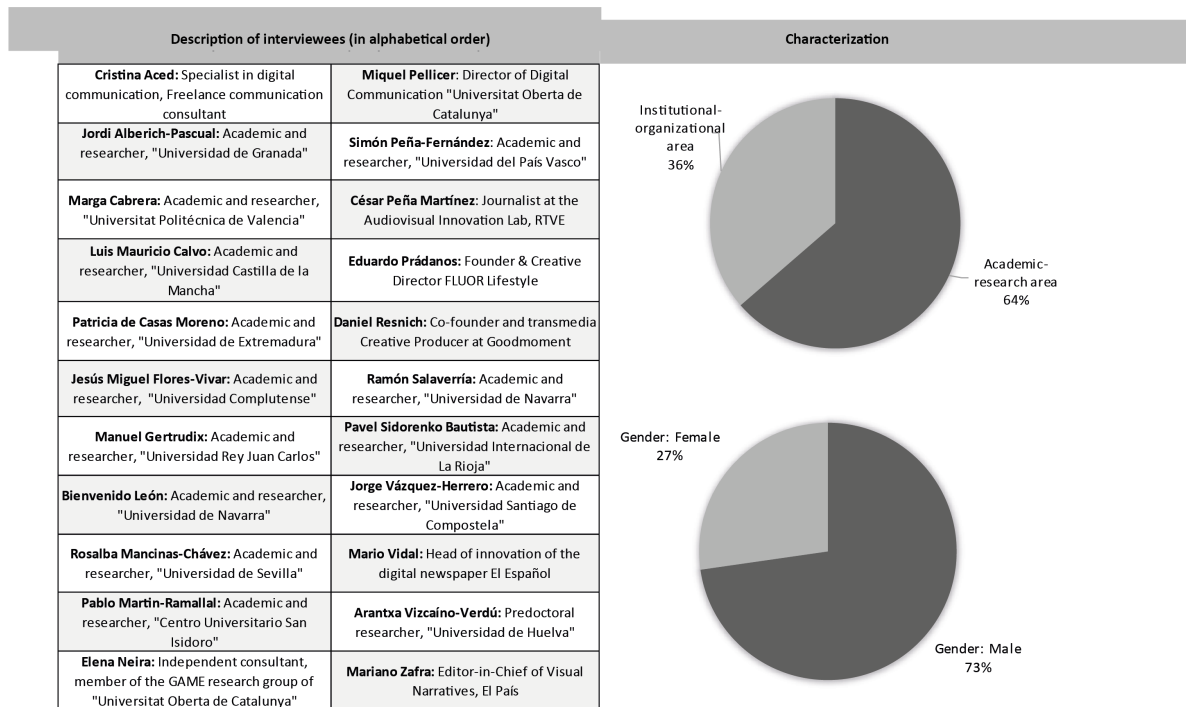 Description of interviewees (in alphabetical order)
Characterization
Cristina Aced: Specialist in digital
communication, Freelance communication
consultant
Miquel Pellicer: Director of Digital
Communication "Universitat Oberta de
Catalunya"
Jordi Alberich-Pascual: Academic and
researcher, "Universidad de Granada"
Simón Peña-Fernández: Academic and
researcher, "Universidad del País Vasco"
Marga Cabrera: Academic and researcher,
"Universitat Politécnica de Valencia"
César Peña Martínez: Journalist at the
Audiovisual Innovation Lab, RTVE
Luis Mauricio Calvo: Academic and
researcher, "Universidad Castilla de la
Mancha"
Eduardo Prádanos: Founder & Creative
Director FLUOR Lifestyle
Patricia de Casas Moreno: Academic and
researcher, "Universidad de Extremadura"
Daniel Resnich: Co-founder and transmedia
Creative Producer at Goodmoment
Jesús Miguel Flores-Vivar: Academic and
researcher, "Universidad Complutense"
Ramón Salaverría: Academic and
researcher, "Universidad de Navarra"
Manuel Gertrudix: Academic and
researcher, "Universidad Rey Juan Carlos"
Pavel Sidorenko Bautista: Academic and
researcher, "Universidad Internacional de
La Rioja"
Bienvenido León: Academic and researcher,
"Universidad de Navarra"
Jorge Vázquez-Herrero: Academic and
researcher, "Universidad Santiago de
Compostela"
Rosalba Mancinas-Chávez: Academic and
researcher, "Universidad de Sevilla"
Mario Vidal: Head of innovation of the
digital newspaper El Español
Pablo Martin-Ramallal: Academic and
researcher, "Centro Universitario San
Isidoro"
Arantxa Vizcaíno-Verdú: Predoctoral
researcher, "Universidad de Huelva"
Elena Neira: Independent consultant,
member of the GAME research group of
"Universitat Oberta de Catalunya"
Mariano Zafra: Editor-in-Chief of Visual
Narratives, El País
Institutional-
organizational
area
36%
Academic-
research area
64%
Gender: Female
27%
Gender: Male
73%